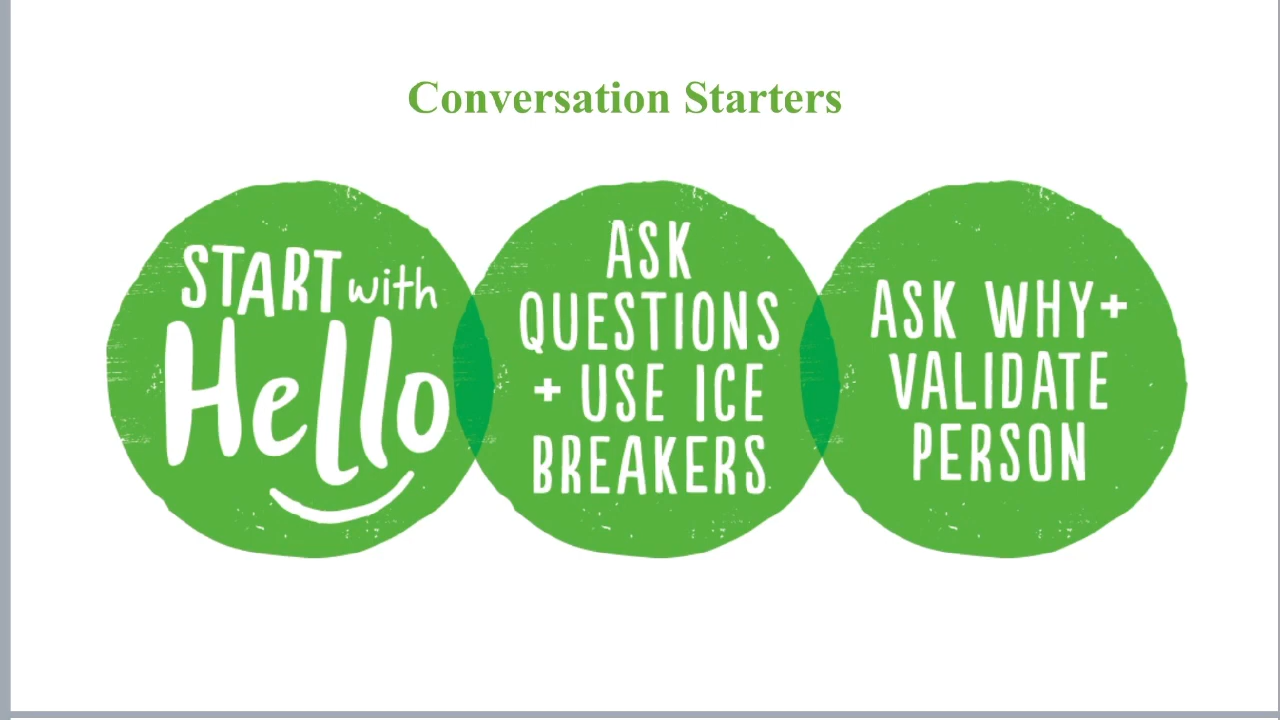 Conversation Starters
START with
Hello
ASK
QUESTIONS
+ USE ICE
BREAKERS
ASK WHY+
VALIDATE
PERSON